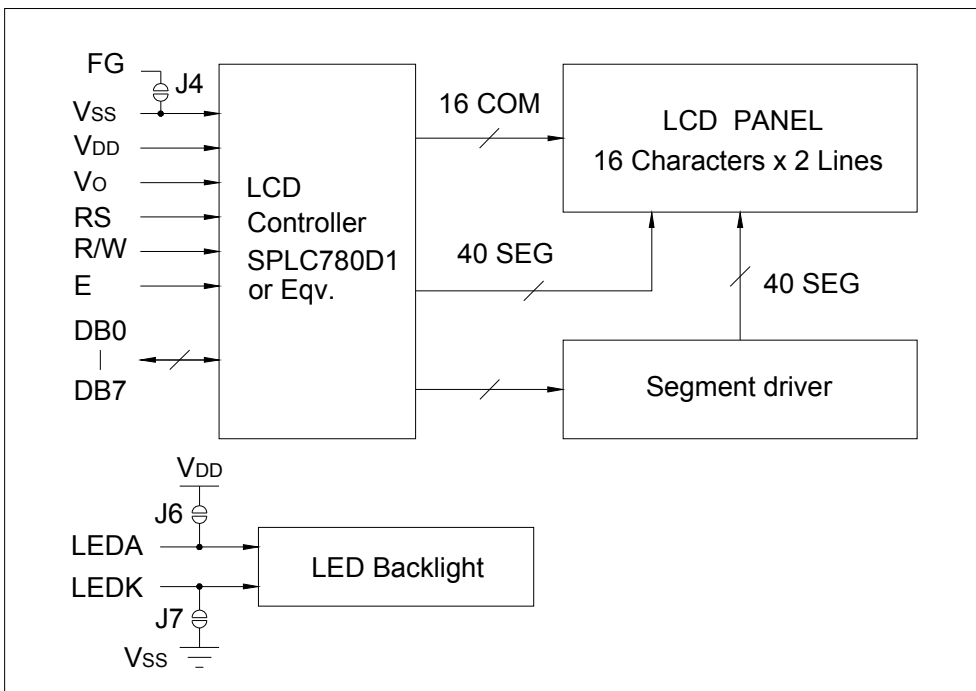 FG
J4
VSS
VDD
VO
RS
R/W
E
DB0
|
DB7
LCD
Controller
SPLC780D1
or Eqv.
16 COM
40 SEG
LCD PANEL
16 Characters x 2 Lines
40 SEG
Segment driver
VDD
J6
LEDA
LEDK
J7
VSS
LED Backlight